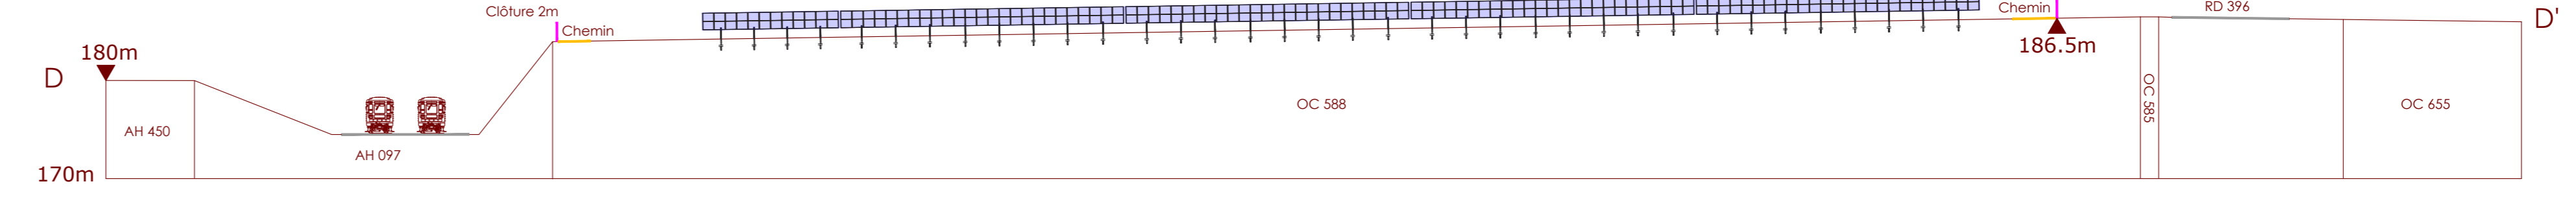 Clôture 2m
Chemin
180m
D
AH 450
AH 097
170m
OC 588
Chemin
186.5m
OC 585
RD 396
OC 655
D'